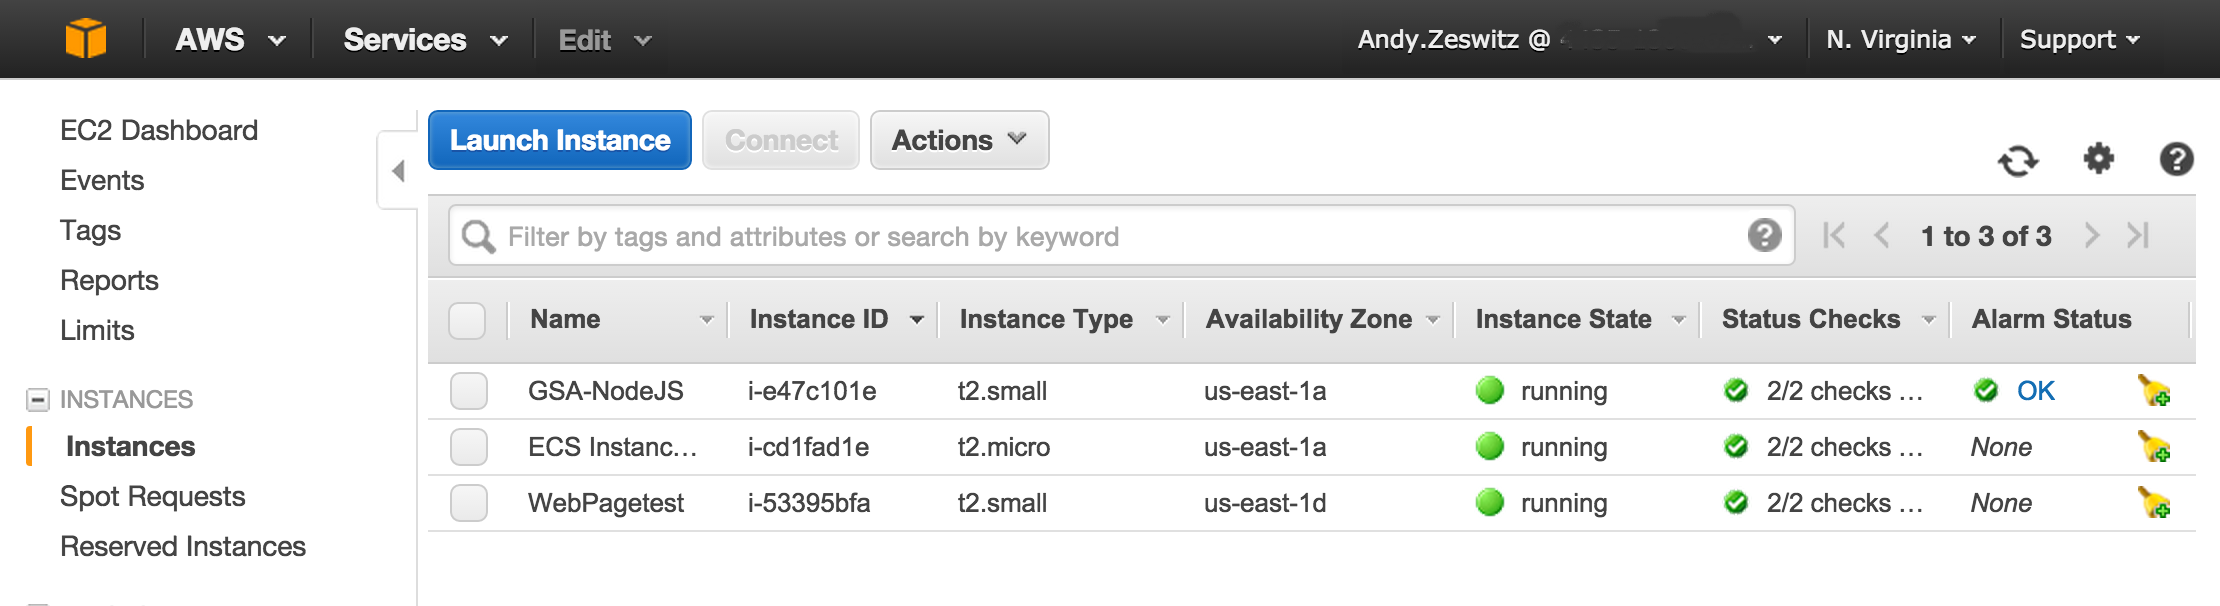 AWS Services Edit Andy.Zeswitz @ N. Virginia Support
EC2 Dashboard
Events
Tags
Reports
Limits
INSTANCES
Instances
Spot Requests
Reserved Instances
Launch Instance Connect Actions
Filter by tags and attributes or search by keyword 1 to 3 of 3
Name Instance ID Instance Type Availability Zone Instance State Status Checks Alarm Status
GSA-NodeJS i-e47c101e t2.small us-east-1a running 2/2 checks ... OK
ECS Instanc... i-cd1fad1e t2.micro us-east-1a running 2/2 checks ... None
WebPagetest i-53395bfa t2.small us-east-1d running 2/2 checks ... None